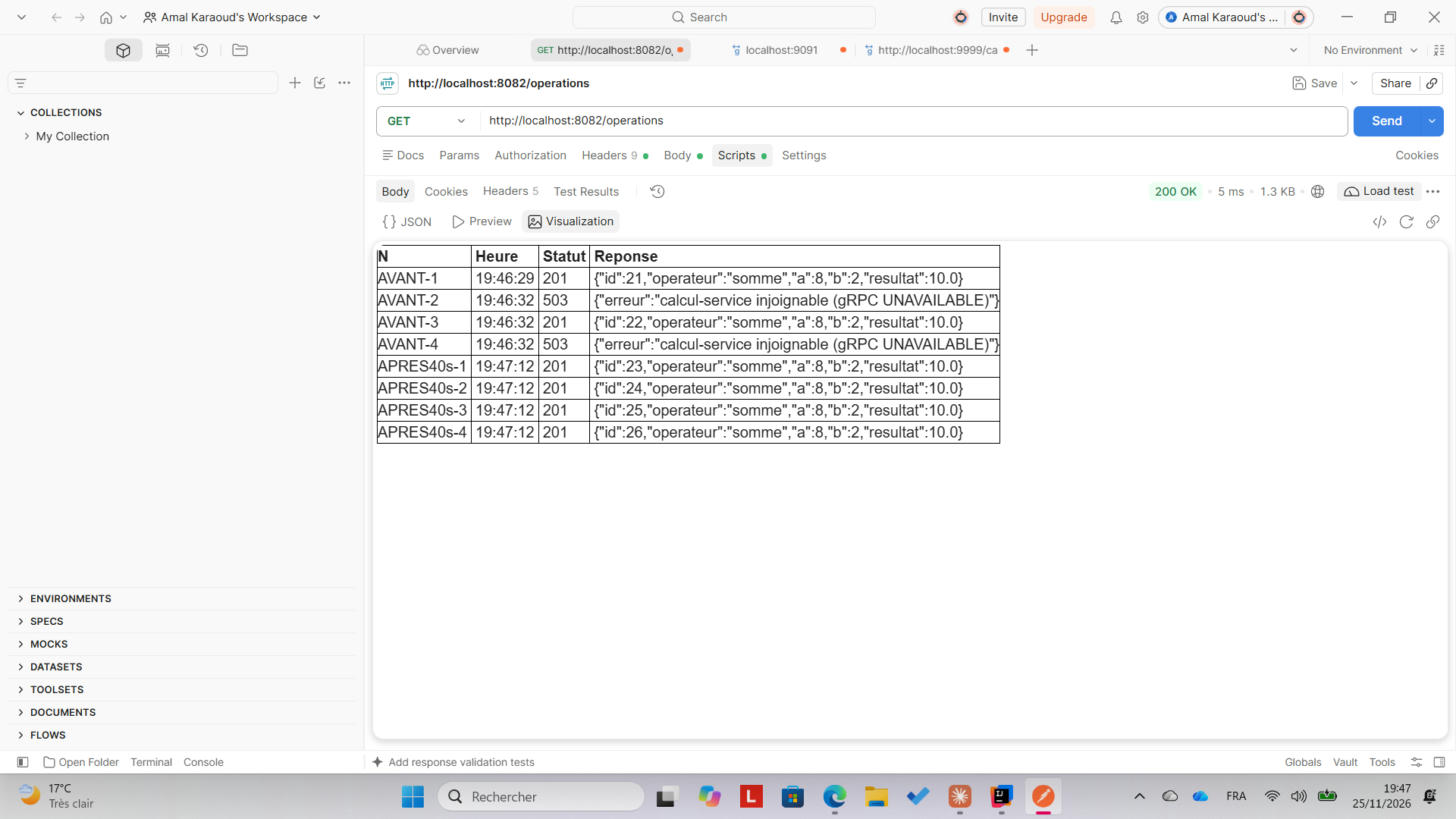 Amal Karaoud's Workspace
Search
Invite
Upgrade
Amal Karaoud's ...
Overview
GET http://localhost:8082/o
localhost:9091
http://localhost:9999/ca
No Environment
COLLECTIONS
My Collection
HTTP
http://localhost:8082/operations
Save
Share
GET
http://localhost:8082/operations
Send
Docs Params Authorization Headers 9 Body Scripts Settings
Cookies
Body Cookies Headers 5 Test Results
200 OK • 5 ms • 1.3 KB
Load test
{} JSON Preview Visualization
N Heure Statut Reponse
AVANT-1 19:46:29 201 {"id":21,"operateur":"somme","a":8,"b":2,"resultat":10.0}
AVANT-2 19:46:32 503 {"erreur":"calcul-service injoignable (gRPC UNAVAILABLE)"}
AVANT-3 19:46:32 201 {"id":22,"operateur":"somme","a":8,"b":2,"resultat":10.0}
AVANT-4 19:46:32 503 {"erreur":"calcul-service injoignable (gRPC UNAVAILABLE)"}
APRES40s-1 19:47:12 201 {"id":23,"operateur":"somme","a":8,"b":2,"resultat":10.0}
APRES40s-2 19:47:12 201 {"id":24,"operateur":"somme","a":8,"b":2,"resultat":10.0}
APRES40s-3 19:47:12 201 {"id":25,"operateur":"somme","a":8,"b":2,"resultat":10.0}
APRES40s-4 19:47:12 201 {"id":26,"operateur":"somme","a":8,"b":2,"resultat":10.0}
ENVIRONMENTS
SPECS
MOCKS
DATASETS
TOOLSETS
DOCUMENTS
FLOWS
Open Folder Terminal Console
Add response validation tests
Globals Vault Tools
17°C
Très clair
Rechercher
L
IJ
FRA
19:47
25/11/2026